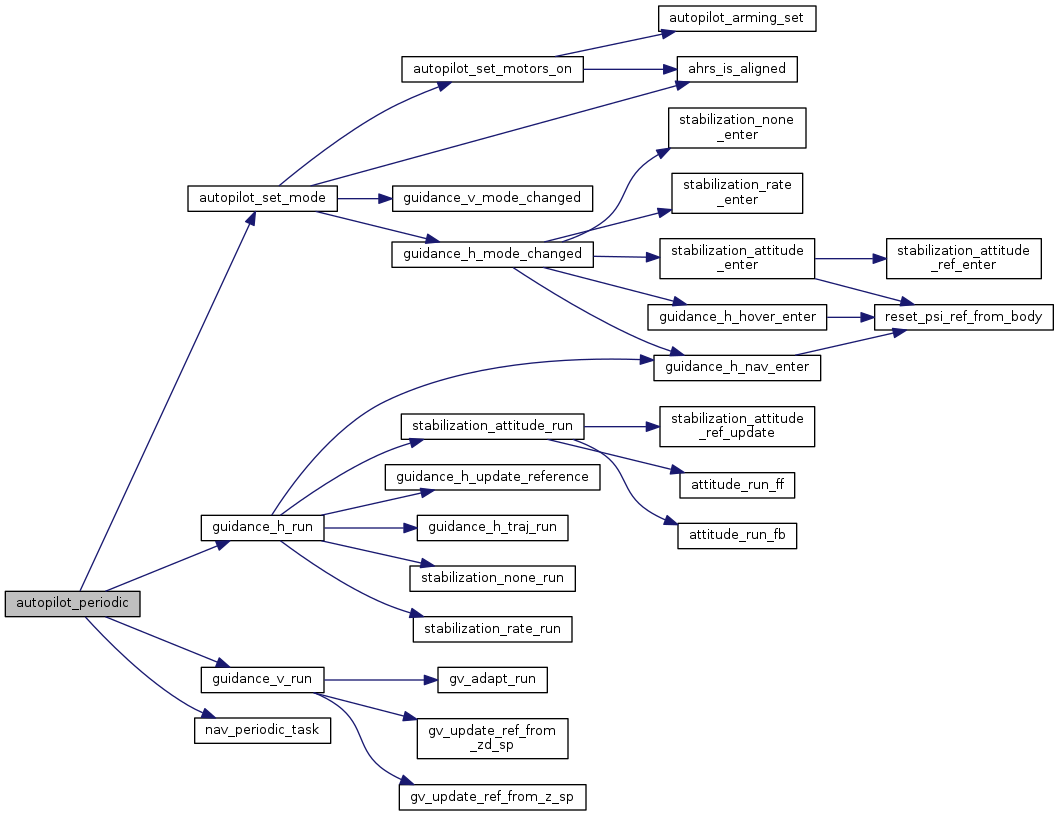 autopilot_arming_set
autopilot_set_motors_on
ahrs_is_aligned
stabilization_none
_enter
autopilot_set_mode
guidance_v_mode_changed
stabilization_rate
_enter
guidance_h_mode_changed
stabilization_attitude
_enter
stabilization_attitude
_ref_enter
guidance_h_hover_enter
reset_psi_ref_from_body
guidance_h_nav_enter
stabilization_attitude_run
stabilization_attitude
_ref_update
guidance_h_update_reference
attitude_run_ff
guidance_h_run
guidance_h_traj_run
attitude_run_fb
stabilization_none_run
autopilot_periodic
stabilization_rate_run
guidance_v_run
gv_adapt_run
nav_periodic_task
gv_update_ref_from
_zd_sp
gv_update_ref_from_z_sp